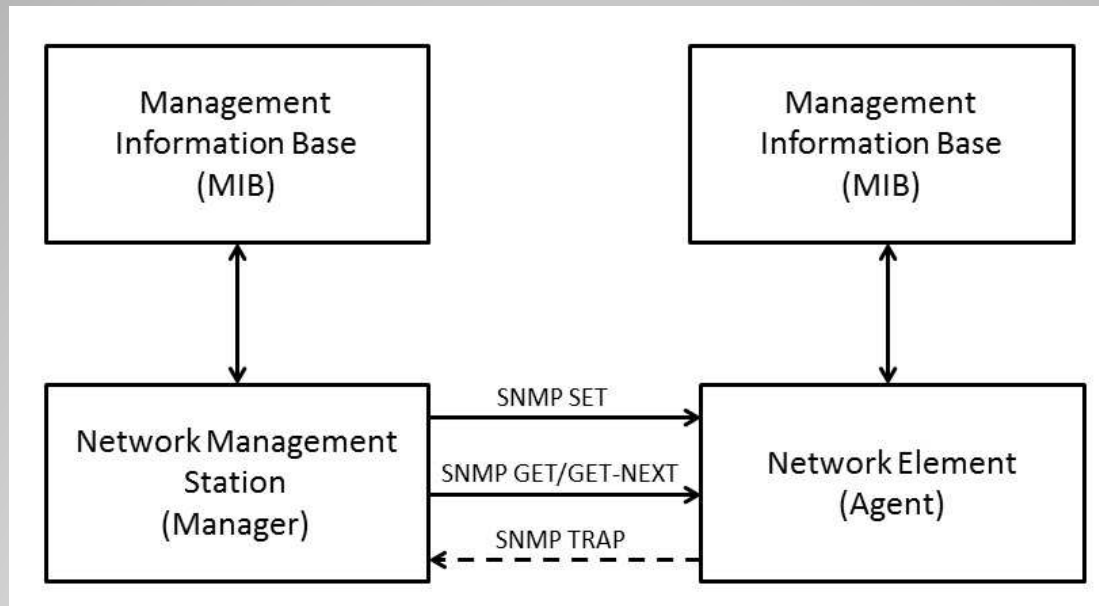 Management
Information Base
(MIB)
Management
Information Base
(MIB)
Network Management
Station
(Manager)
SNMP SET
SNMP GET/GET-NEXT
SNMP TRAP
Network Element
(Agent)